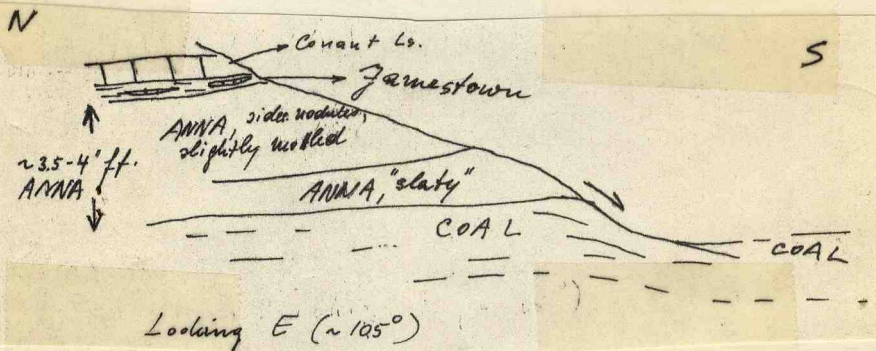 N
S
Conant Ls.
Jamestown
ANNA, sider. nodules,
slightly mottled
~3.5-4' ft.
ANNA
ANNA, "slaty"
COAL
COAL
Looking E (~105°)